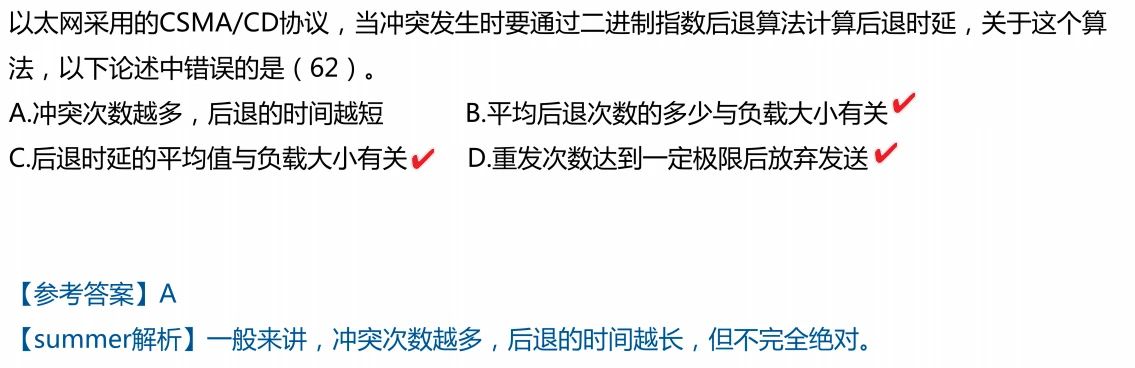 以太网采用的CSMA/CD协议，当冲突发生时要通过二进制指数后退算法计算后退时延，关于这个算
法，以下论述中错误的是（62）。
A.冲突次数越多，后退的时间越短 B.平均后退次数的多少与负载大小有关
C.后退时延的平均值与负载大小有关 D.重发次数达到一定极限后放弃发送
【参考答案】A
【summer解析】一般来讲，冲突次数越多，后退的时间越长，但不完全绝对。